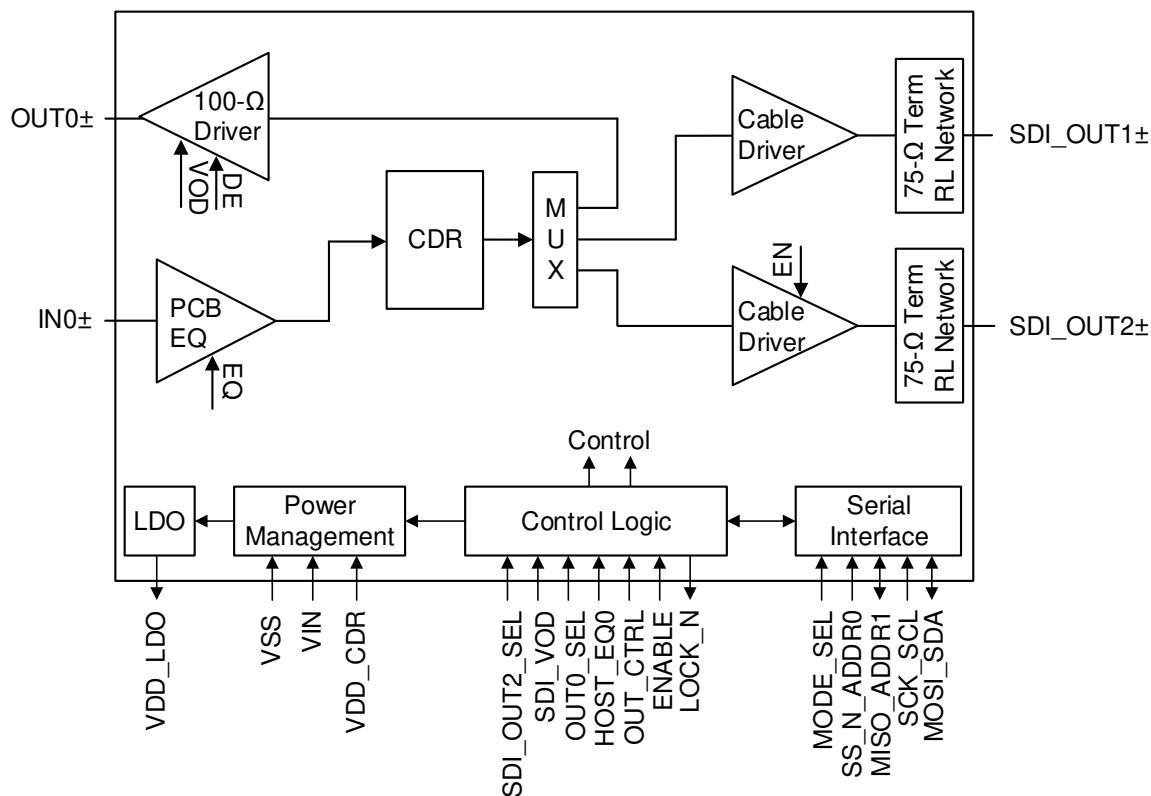 OUT0±
100-Ω
Driver
VOD
DE
IN0±
PCB
EQ
EQ
CDR
M
U
X
Cable
Driver
75-Ω Term
RL Network
SDI_OUT1±
EN
Cable
Driver
75-Ω Term
RL Network
SDI_OUT2±
Control
LDO
Power
Management
Control Logic
Serial
Interface
VDD_LDO
VSS
VIN
VDD_CDR
SDI_OUT2_SEL
SDI_VOD
OUT0_SEL
HOST_EQ0
OUT_CTRL
ENABLE
LOCK_N
MODE_SEL
SS_N_ADDR0
MISO_ADDR1
SCK_SCL
MOSI_SDA